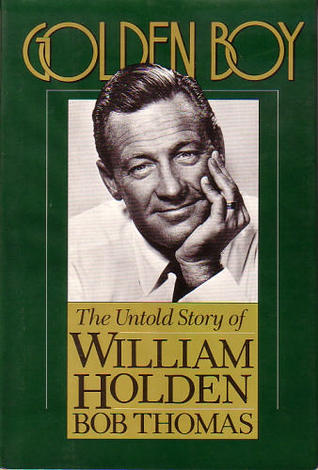 GOLDEN BOY
The Untold Story of
WILLIAM
HOLDEN
BOB THOMAS